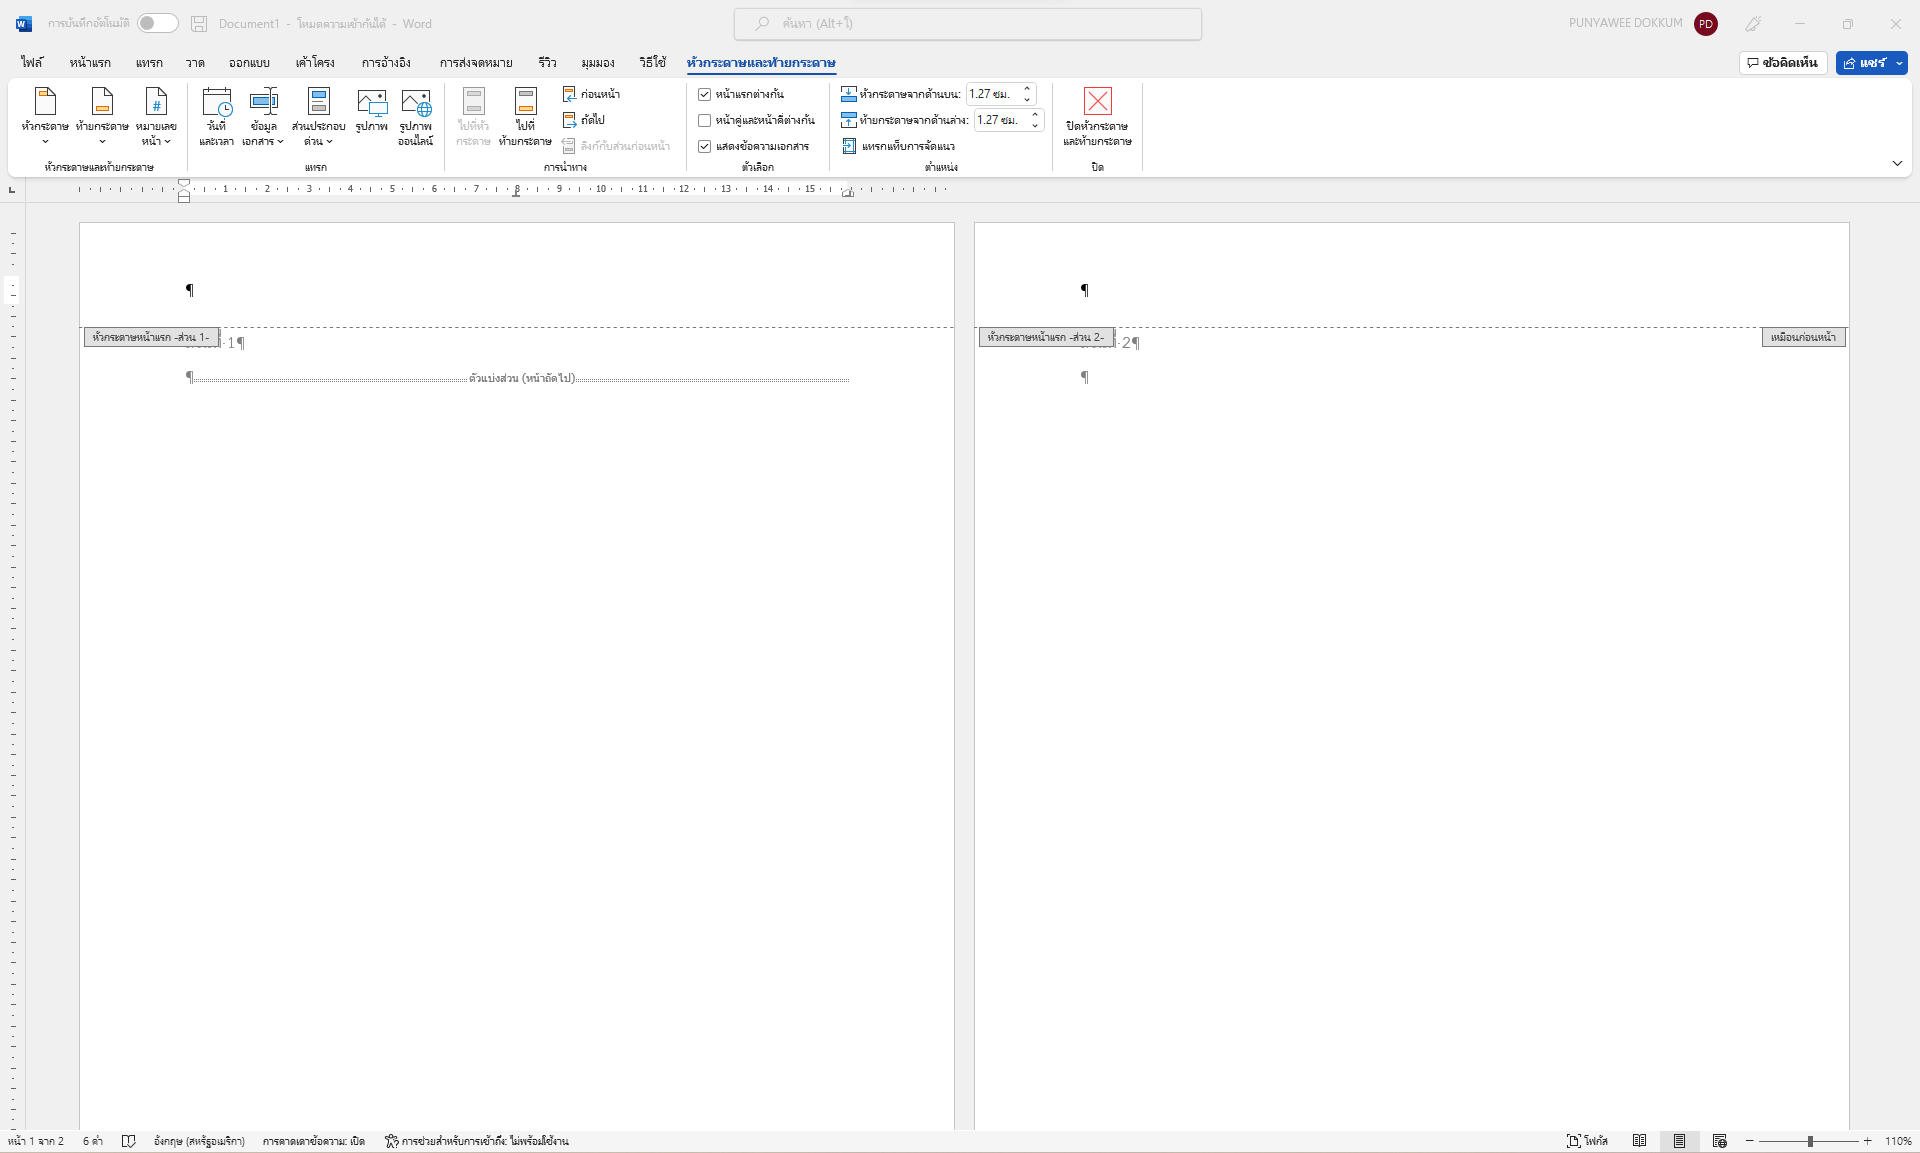 การบันทึกอัตโนมัติ Document1 - โหมดความเข้ากันได้ - Word ค้นหา (Alt+ใ) PUNYAWEE DOKKUM PD
ไฟล์ หน้าแรก แทรก วาด ออกแบบ เค้าโครง การอ้างอิง การส่งจดหมาย รีวิว มุมมอง วิธีใช้ หัวกระดาษและท้ายกระดาษ ข้อคิดเห็น แชร์
หัวกระดาษ ท้ายกระดาษ หมายเลข หน้า
หัวกระดาษและท้ายกระดาษ
วันที่ และเวลา ข้อมูล เอกสาร ส่วนประกอบ ด่วน รูปภาพ รูปภาพ ออนไลน์
แทรก
ไปที่หัว กระดาษ ไปที่ ท้ายกระดาษ
ก่อนหน้า
ถัดไป
ลิงก์กับส่วนก่อนหน้า
การนำทาง
หน้าแรกต่างกัน
หน้าคู่และหน้าคี่ต่างกัน
แสดงข้อความเอกสาร
ตัวเลือก
หัวกระดาษจากด้านบน: 1.27 ซม.
ท้ายกระดาษจากด้านล่าง: 1.27 ซม.
แทรกแท็บการจัดแนว
ตำแหน่ง
ปิดหัวกระดาษ และท้ายกระดาษ
ปิด
1 2 3 4 5 6 7 8 9 10 11 12 13 14 15
¶ ¶
หัวกระดาษหน้าแรก -ส่วน 1- 1¶
¶ ตัวแบ่งส่วน (หน้าถัดไป)
หัวกระดาษหน้าแรก -ส่วน 2- 2¶ เหมือนก่อนหน้า
¶
หน้า 1 จาก 2 6 คำ อังกฤษ (สหรัฐอเมริกา) การคาดเดาข้อความ: เปิด การช่วยสำหรับการเข้าถึง: ไม่พร้อมใช้งาน โฟกัส 110%